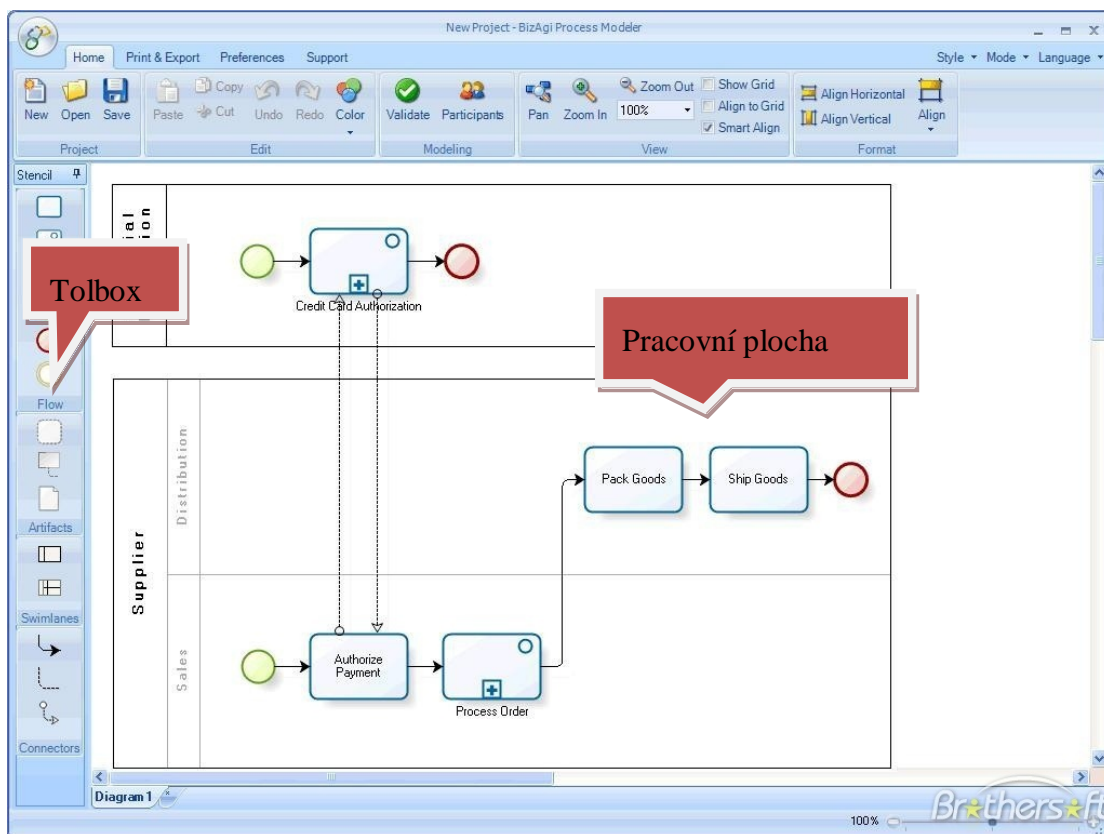 New Project - BizAgi Process Modeler
Home Print & Export Preferences Support
Style Mode Language
New Open Save
Project
Paste Copy Cut Undo Redo Color
Edit
Validate Participants
Modeling
Pan Zoom In Zoom Out 100%
Show Grid
Align to Grid
Smart Align
View
Align Horizontal
Align Vertical
Align
Format
Stencil
Tolbox
Flow
Artifacts
Swimlanes
Connectors
Credit Card Authorization
Pracovní plocha
Supplier
Distribution
Pack Goods
Ship Goods
Sales
Authorize
Payment
Process Order
Diagram 1
100%
Brothersoft